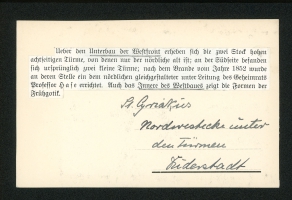 Ueber den Unterbau der Westfront erheben sich die zwei Stock hohen
achtseitigen Türme, von denen nur der nördliche alt ist; an der Südseite befanden
sich ursprünglich zwei kleine Türme; nach dem Brande vom Jahre 1852 wurde
an deren Stelle ein dem nördlichen gleichgestalteter unter Leitung des Geheimrats
Professor Hase errichtet. Auch das Innere des Westbaues zeigt die Formen der
Frühgotik.
St. Cyriakus
Nordwestecke unter
den Türmen
Duderstadt